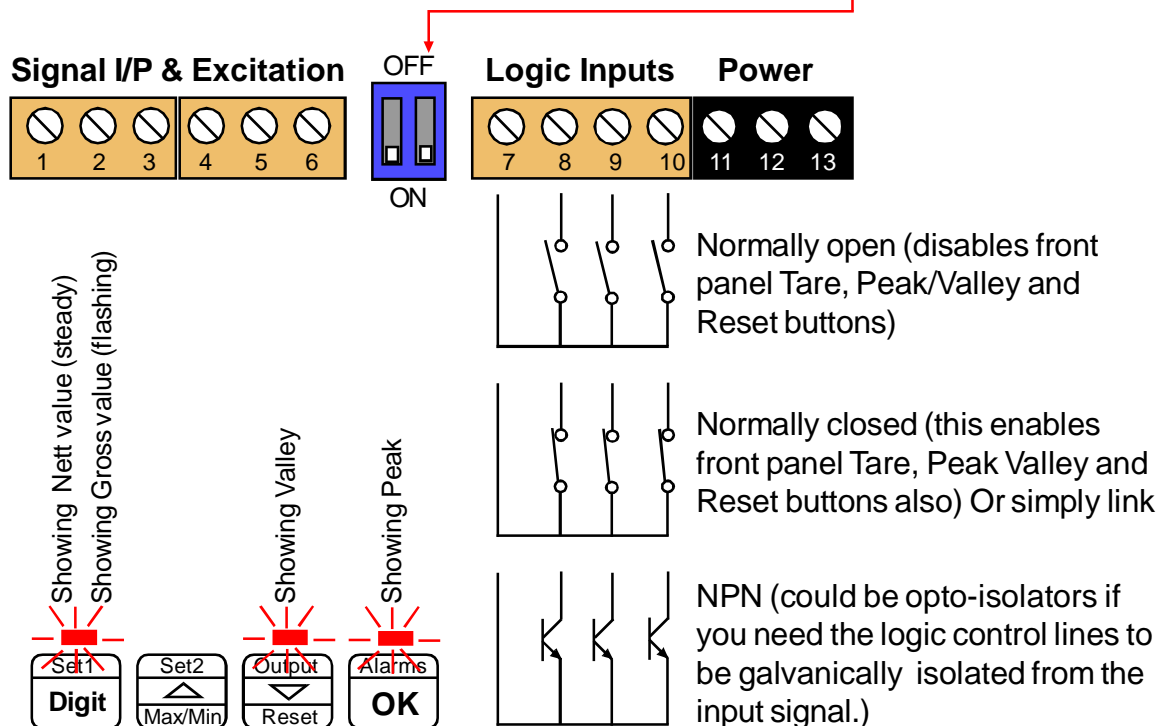 Signal I/P & Excitation
OFF
Logic Inputs
Power
1 2 3 4 5 6
7 8 9 10 11 12 13
ON
Normally open (disables front
panel Tare, Peak/Valley and
Reset buttons)
Normally closed (this enables
front panel Tare, Peak Valley and
Reset buttons also) Or simply link
NPN (could be opto-isolators if
you need the logic control lines to
be galvanically isolated from the
input signal.)
Showing Nett value (steady)
Showing Gross value (flashing)
Showing Valley
Showing Peak
Set1
Digit
Set2
Max/Min
Output
Reset
Alarms
OK